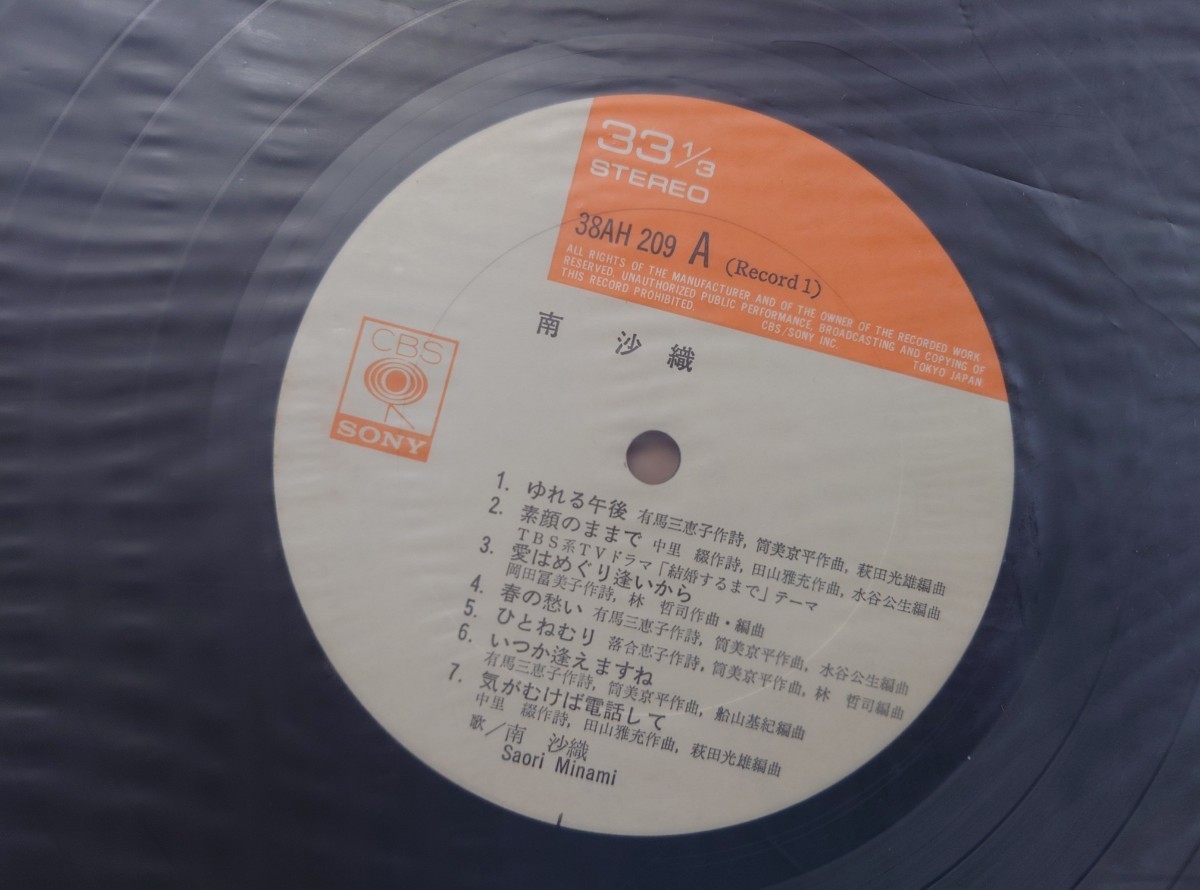 33 1/3
STEREO
38AH 209 A (Record 1)
ALL RIGHTS OF THE MANUFACTURER AND OF THE OWNER OF THE RECORDED WORK
RESERVED. UNAUTHORIZED PUBLIC PERFORMANCE, BROADCASTING AND COPYING OF
THIS RECORD PROHIBITED. CBS/SONY INC. TOKYO JAPAN
南 沙織
CBS
SONY
1. ゆれる午後 有馬三恵子作詩, 筒美京平作曲, 萩田光雄編曲
2. 素顔のままで 中里 綴作詩, 田山雅充作曲, 水谷公生編曲
TBS系TVドラマ「結婚するまで」テーマ
3. 愛はめぐり逢いから
岡田冨美子作詩, 林 哲司作曲・編曲
4. 春の愁い 有馬三恵子作詩, 筒美京平作曲, 水谷公生編曲
5. ひとねむり 落合恵子作詩, 筒美京平作曲, 林 哲司編曲
6. いつか逢えますね
有馬三恵子作詩, 筒美京平作曲, 船山基紀編曲
7. 気がむけば電話して
中里 綴作詩, 田山雅充作曲, 萩田光雄編曲
歌／南 沙織
Saori Minami